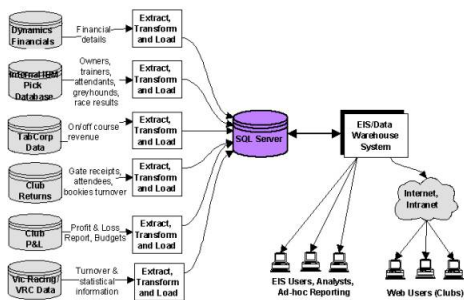 Dynamics
Financials
Financial
details
Extract,
Transform
and Load
Internal IBM
Pick
Database
Owners,
trainers,
attendants,
greyhounds,
race results
Extract,
Transform
and Load
TabCorp
Data
On/off course
revenue
Extract,
Transform
and Load
SQL Server
EIS/Data
Warehouse
System
Club
Returns
Gate receipts,
attendees,
bookies turnover
Extract,
Transform
and Load
Internet,
Intranet
Club
P&L
Profit & Loss
Report, Budgets
Extract,
Transform
and Load
Vic Racing/
VRC Data
Turnover &
statistical
information
Extract,
Transform
and Load
EIS Users, Analysts,
Ad-hoc Reporting
Web Users (Clubs)